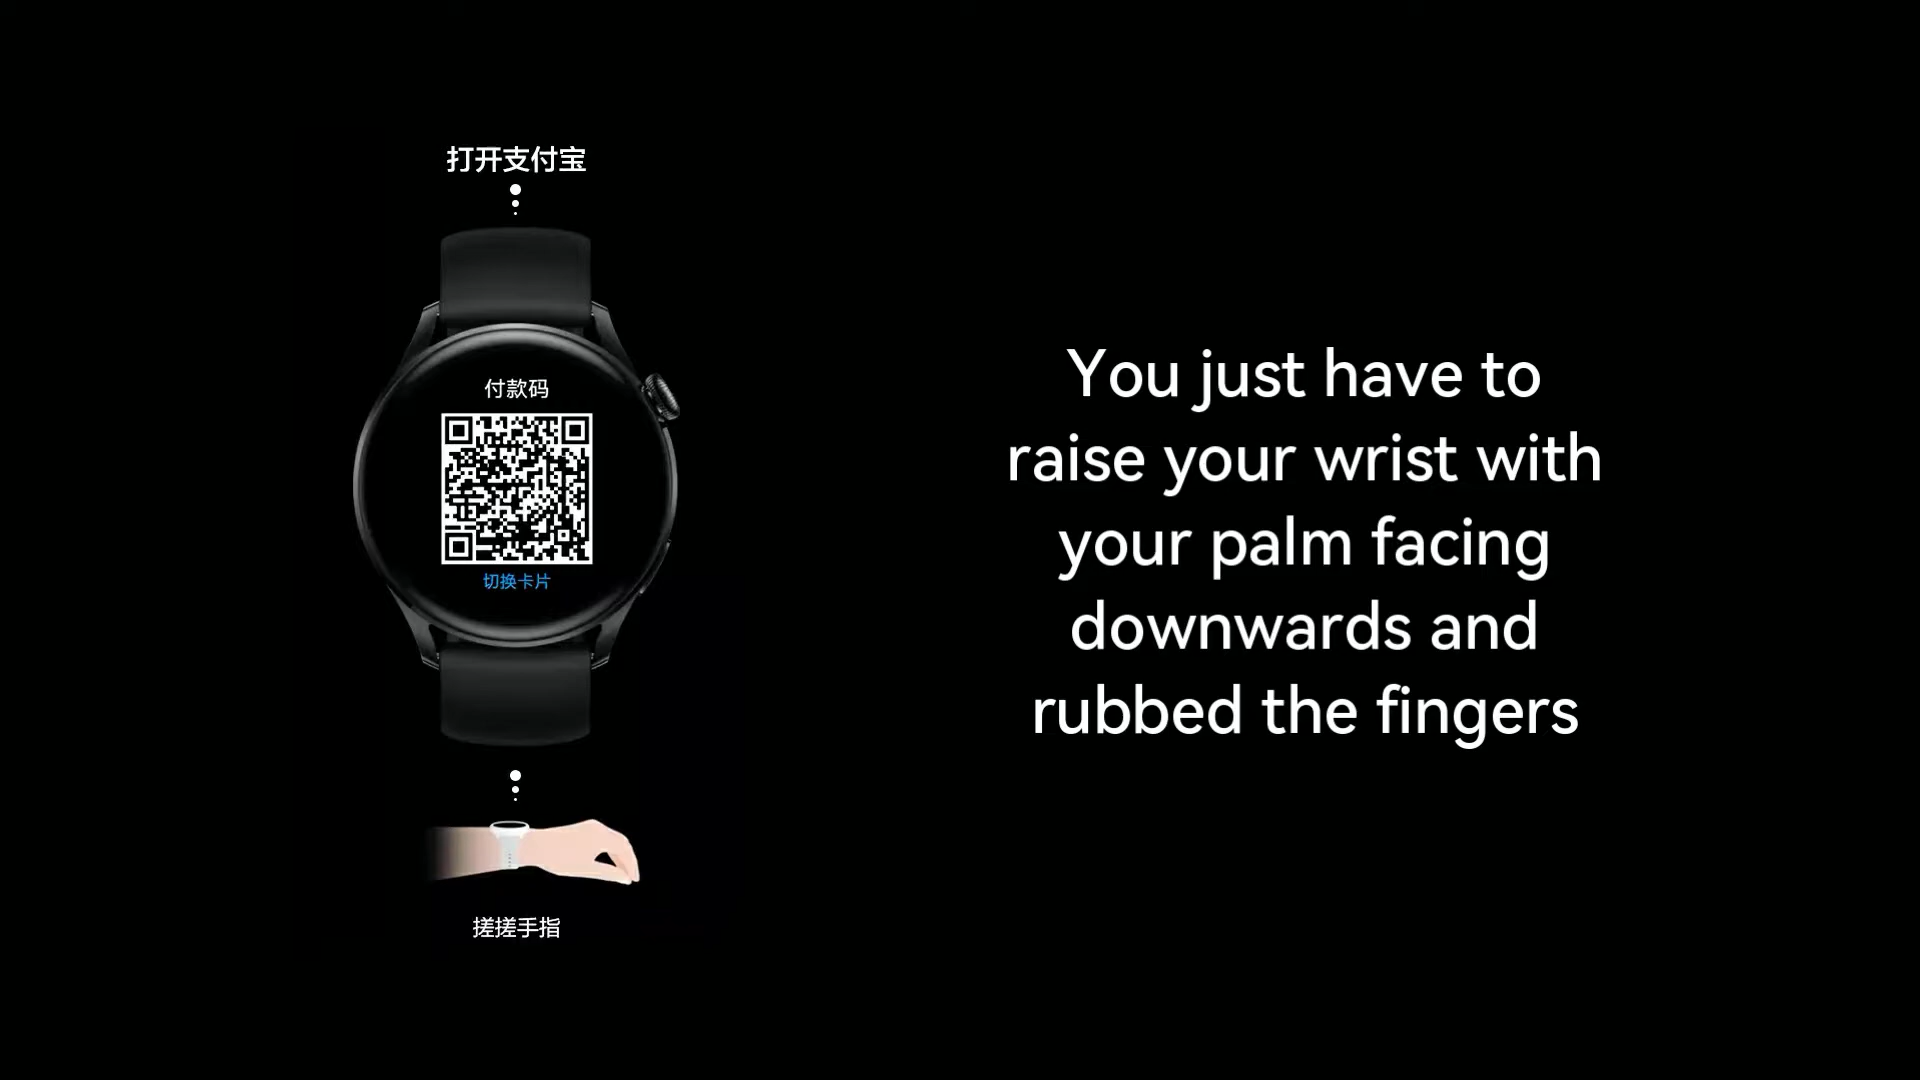 打开支付宝
付款码
切换卡片
搓搓手指
You just have to
raise your wrist with
your palm facing
downwards and
rubbed the fingers